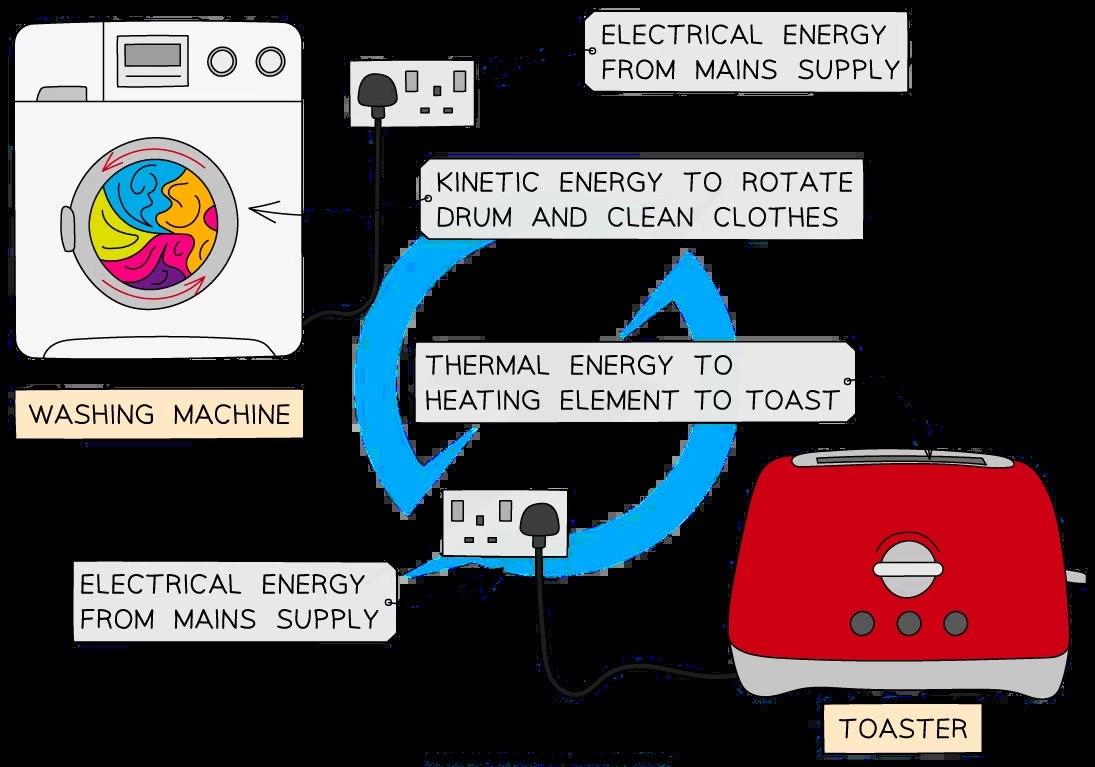 ELECTRICAL ENERGY
FROM MAINS SUPPLY
KINETIC ENERGY TO ROTATE
DRUM AND CLEAN CLOTHES
THERMAL ENERGY TO
HEATING ELEMENT TO TOAST
WASHING MACHINE
ELECTRICAL ENERGY
FROM MAINS SUPPLY
TOASTER